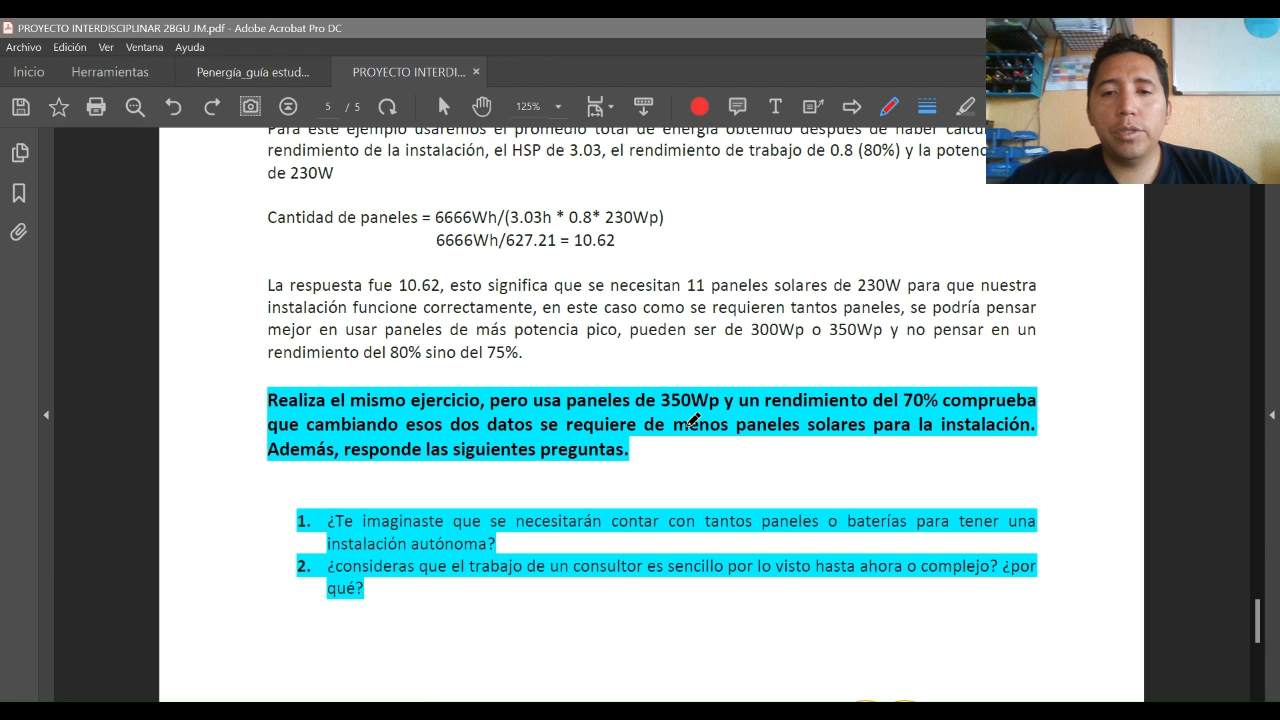 PROYECTO INTERDISCIPLINAR 2BGU JM.pdf - Adobe Acrobat Pro DC
Archivo Edición Ver Ventana Ayuda
Inicio Herramientas Penergía_guía estud... PROYECTO INTERDI... ×
5 / 5 125%
Para este ejemplo usaremos el promedio total de energía obtenido después de haber calcu
rendimiento de la instalación, el HSP de 3.03, el rendimiento de trabajo de 0.8 (80%) y la potenc
de 230W
Cantidad de paneles = 6666Wh/(3.03h * 0.8* 230Wp)
6666Wh/627.21 = 10.62
La respuesta fue 10.62, esto significa que se necesitan 11 paneles solares de 230W para que nuestra
instalación funcione correctamente, en este caso como se requieren tantos paneles, se podría pensar
mejor en usar paneles de más potencia pico, pueden ser de 300Wp o 350Wp y no pensar en un
rendimiento del 80% sino del 75%.
Realiza el mismo ejercicio, pero usa paneles de 350Wp y un rendimiento del 70% comprueba
que cambiando esos dos datos se requiere de menos paneles solares para la instalación.
Además, responde las siguientes preguntas.
1. ¿Te imaginaste que se necesitarán contar con tantos paneles o baterías para tener una
instalación autónoma?
2. ¿consideras que el trabajo de un consultor es sencillo por lo visto hasta ahora o complejo? ¿por
qué?